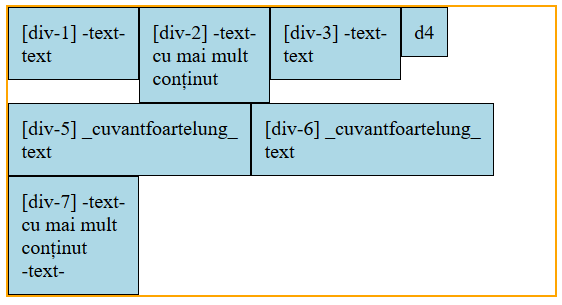 [div-1] -text-
text
[div-2] -text-
cu mai mult
conținut
[div-3] -text-
text
d4
[div-5] _cuvantfoartelung_
text
[div-6] _cuvantfoartelung_
text
[div-7] -text-
cu mai mult
conținut
-text-